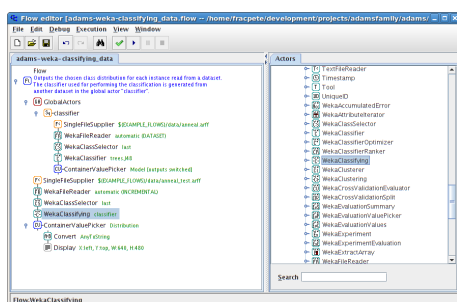 Flow editor [adams-weka-classifying_data.flow — /home/fracpete/development/projects/adamsfamily/adams/
File Edit Debug Execution View Window
adams-weka-classifying_data
Flow
Outputs the chosen class distribution for each instance read from a dataset.
The classifier used for performing the classification is generated from
another dataset in the global actor "classifier".
GlobalActors
classifier
SingleFileSupplier ${EXAMPLE_FLOWS}/data/anneal.arff
WekaFileReader automatic (DATASET)
WekaClassSelector last
WekaClassifier trees.J48
ContainerValuePicker Model [outputs switched]
SingleFileSupplier ${EXAMPLE_FLOWS}/data/anneal_test.arff
WekaFileReader automatic (INCREMENTAL)
WekaClassSelector last
WekaClassifying classifier
ContainerValuePicker Distribution
Convert AnyToString
Display X:left, Y:top, W:640, H:480
Actors
TextFileReader
Timestamp
Tool
UniqueID
WekaAccumulatedError
WekaAttributeIterator
WekaClassSelector
WekaClassifier
WekaClassifierOptimizer
WekaClassifierRanker
WekaClassifying
WekaClusterer
WekaClustering
WekaCrossValidationEvaluator
WekaCrossValidationSplit
WekaEvaluationSummary
WekaEvaluationValuePicker
WekaEvaluationValues
WekaExperiment
WekaExperimentEvaluation
WekaExtractArray
WekaFileReader
Search
Flow.WekaClassifying